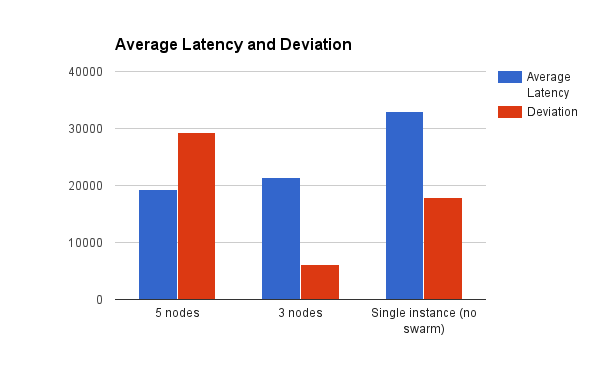 Average Latency and Deviation
40000
30000
20000
10000
0
5 nodes
3 nodes
Single instance (no
swarm)
Average
Latency
Deviation